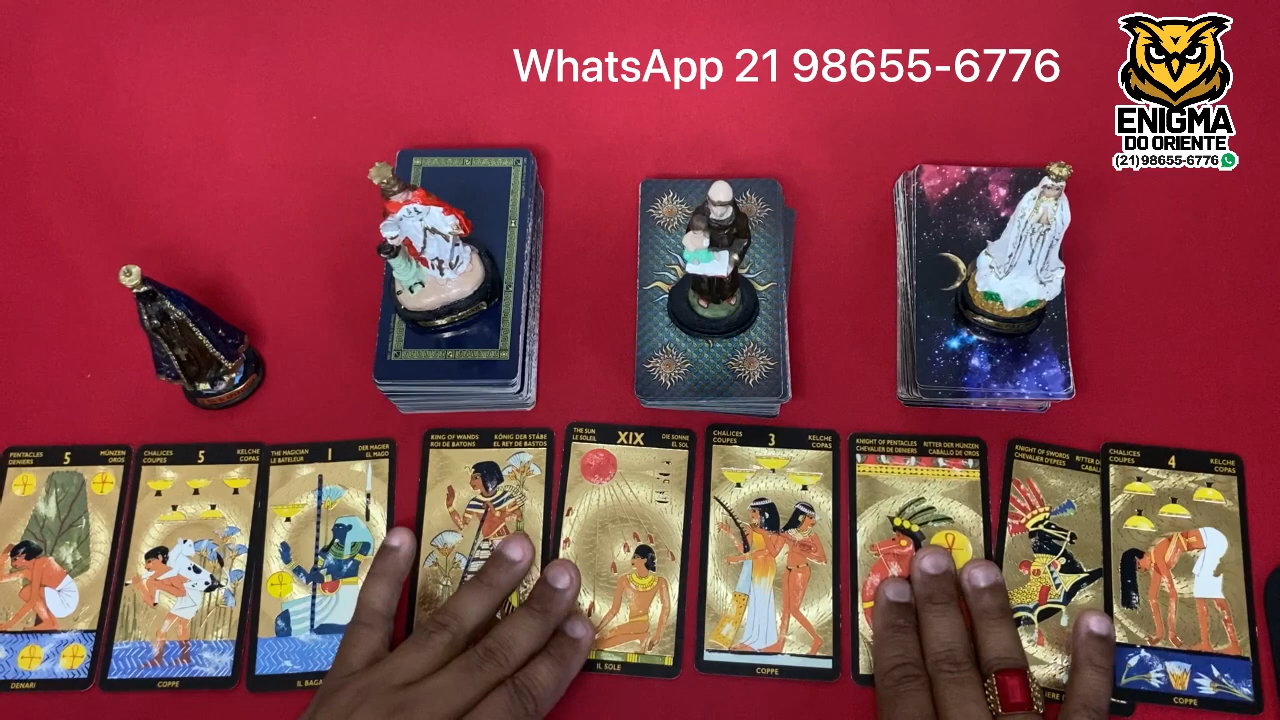 WhatsApp 21 98655-6776
ENIGMA
DO ORIENTE
(21)98655-6776
PENTACLES
DENIERS
5
MÜNZEN
OROS
DENARI
CHALICES
COUPES
5
KELCHE
COPAS
COPPE
THE MAGICIAN
LE BATELEUR
I
DER MAGIER
EL MAGO
IL BAGA
KING OF WANDS
ROI DE BATONS
KÖNIG DER STÄBE
EL REY DE BASTOS
THE SUN
LE SOLEIL
XIX
DIE SONNE
EL SOL
IL SOLE
CHALICES
COUPES
3
KELCHE
COPAS
COPPE
KNIGHT OF PENTACLES
CHEVALIER DE DENIERS
RITTER DER MÜNZEN
CABALLO DE OROS
KNIGHT OF SWORDS
CHEVALIER D'EPEES
RITTER D
CABAL
CHALICES
COUPES
4
KELCHE
COPAS
COPPE